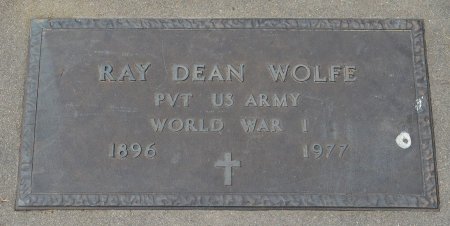 RAY DEAN WOLFE
PVT US ARMY
WORLD WAR I
1896 1977